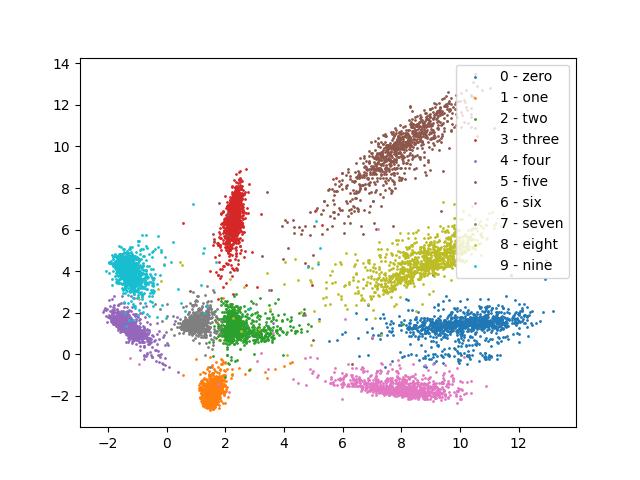 14
12
10
8
6
4
2
0
−2
−2
0
2
4
6
8
10
12
0 - zero
1 - one
2 - two
3 - three
4 - four
5 - five
6 - six
7 - seven
8 - eight
9 - nine